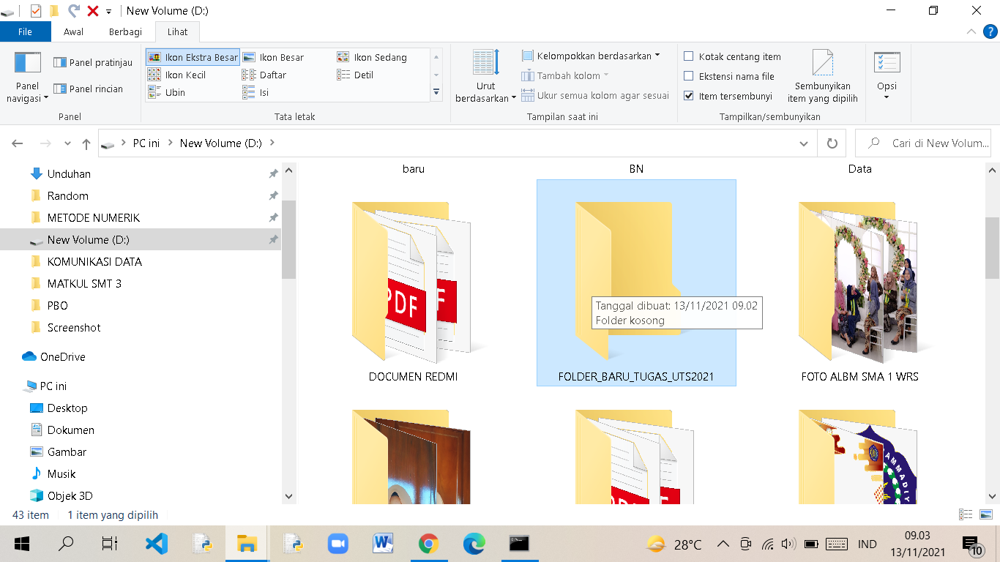 New Volume (D:)
File Awal Berbagi Lihat
Panel navigasi
Panel pratinjau
Panel rincian
Panel
Ikon Ekstra Besar Ikon Besar Ikon Sedang
Ikon Kecil Daftar Detil
Ubin Isi
Tata letak
Urut berdasarkan
Kelompokkan berdasarkan
Tambah kolom
Ukur semua kolom agar sesuai
Tampilan saat ini
Kotak centang item
Ekstensi nama file
Item tersembunyi
Sembunyikan item yang dipilih
Tampilkan/sembunyikan
Opsi
PC ini > New Volume (D:) >
Cari di New Volum...
Unduhan
Random
METODE NUMERIK
New Volume (D:)
KOMUNIKASI DATA
MATKUL SMT 3
PBO
Screenshot
OneDrive
PC ini
Desktop
Dokumen
Gambar
Musik
Objek 3D
baru BN Data
PDF
DOCUMEN REDMI
Tanggal dibuat: 13/11/2021 09.02
Folder kosong
FOLDER_BARU_TUGAS_UTS2021
FOTO ALBM SMA 1 WRS
43 item 1 item yang dipilih
28°C
IND
09.03
13/11/2021
10